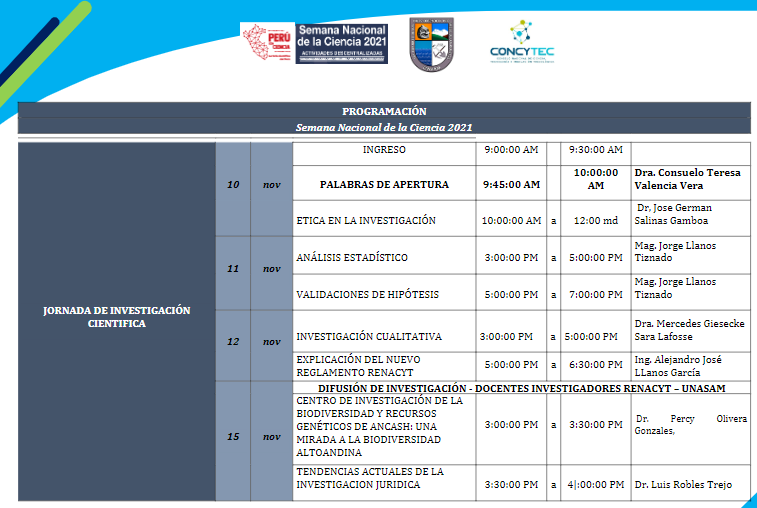 PERÚ
CIENCIA
Semana Nacional
de la Ciencia 2021
ACTIVIDADES DESCENTRALIZADAS
CONCYTEC
PROGRAMACIÓN
Semana Nacional de la Ciencia 2021
JORNADA DE INVESTIGACIÓN
CIENTIFICA
10 nov
INGRESO 9:00:00 AM 9:30:00 AM
PALABRAS DE APERTURA 9:45:00 AM 10:00:00
AM Dra. Consuelo Teresa
Valencia Vera
ETICA EN LA INVESTIGACIÓN 10:00:00 AM a 12:00 md Dr, Jose German
Salinas Gamboa
11 nov
ANÁLISIS ESTADÍSTICO 3:00:00 PM a 5:00:00 PM Mag. Jorge Llanos
Tiznado
VALIDACIONES DE HIPÓTESIS 5:00:00 PM a 7:00:00 PM Mag. Jorge Llanos
Tiznado
12 nov
INVESTIGACIÓN CUALITATIVA 3:00:00 PM a 5:00:00 PM Dra. Mercedes Giesecke
Sara Lafosse
EXPLICACIÓN DEL NUEVO
REGLAMENTO RENACYT 5:00:00 PM a 6:30:00 PM Ing. Alejandro José
LLanos García
15 nov
DIFUSIÓN DE INVESTIGACIÓN - DOCENTES INVESTIGADORES RENACYT – UNASAM
CENTRO DE INVESTIGACIÓN DE LA
BIODIVERSIDAD Y RECURSOS
GENÉTICOS DE ANCASH: UNA
MIRADA A LA BIODIVERSIDAD
ALTOANDINA 3:00:00 PM a 3:30:00 PM Dr. Percy Olivera
Gonzales,
TENDENCIAS ACTUALES DE LA
INVESTIGACION JURIDICA 3:30:00 PM a 4|:00:00 PM Dr. Luis Robles Trejo